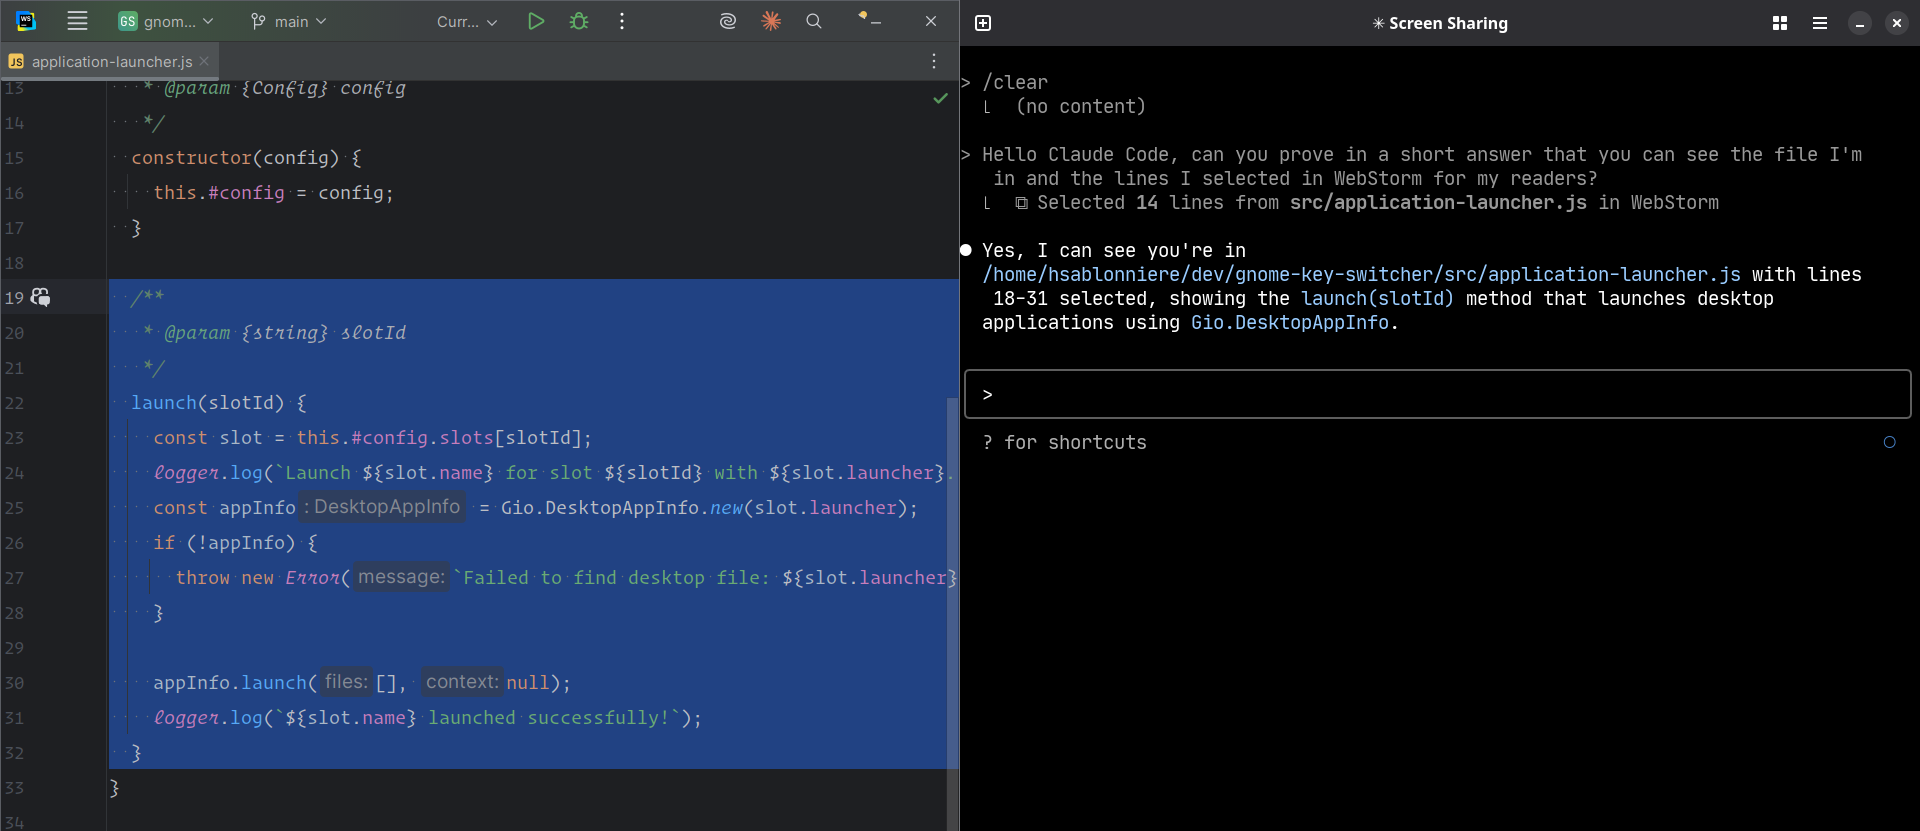 WS
GS gnom...
main
Curr...
JS application-launcher.js
13 * @param {Config} config
14 */
15 constructor(config) {
16 this.#config = config;
17 }
18
19 /**
20 * @param {string} slotId
21 */
22 launch(slotId) {
23 const slot = this.#config.slots[slotId];
24 logger.log(`Launch ${slot.name} for slot ${slotId} with ${slot.launcher}.
25 const appInfo : DesktopAppInfo = Gio.DesktopAppInfo.new(slot.launcher);
26 if (!appInfo) {
27 throw new Error( message: `Failed to find desktop file: ${slot.launcher}
28 }
29
30 appInfo.launch( files: [], context: null);
31 logger.log(`${slot.name} launched successfully!`);
32 }
33 }
34
✳ Screen Sharing
> /clear
⎿ (no content)
> Hello Claude Code, can you prove in a short answer that you can see the file I'm
in and the lines I selected in WebStorm for my readers?
⎿ ⧉ Selected 14 lines from src/application-launcher.js in WebStorm
● Yes, I can see you're in
/home/hsablonniere/dev/gnome-key-switcher/src/application-launcher.js with lines
18-31 selected, showing the launch(slotId) method that launches desktop
applications using Gio.DesktopAppInfo.
>
? for shortcuts